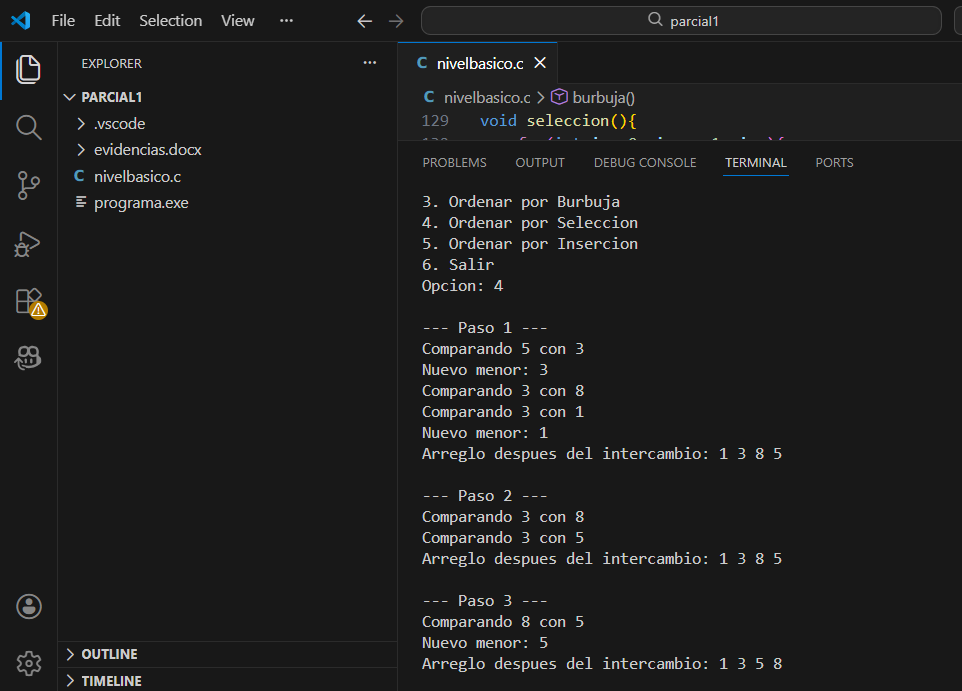 File Edit Selection View ··· ← → parcial1
EXPLORER ···
PARCIAL1
.vscode
evidencias.docx
C nivelbasico.c
programa.exe
OUTLINE
TIMELINE
C nivelbasico.c ×
C nivelbasico.c > burbuja()
129 void seleccion(){
PROBLEMS OUTPUT DEBUG CONSOLE TERMINAL PORTS
3. Ordenar por Burbuja
4. Ordenar por Seleccion
5. Ordenar por Insercion
6. Salir
Opcion: 4
--- Paso 1 ---
Comparando 5 con 3
Nuevo menor: 3
Comparando 3 con 8
Comparando 3 con 1
Nuevo menor: 1
Arreglo despues del intercambio: 1 3 8 5
--- Paso 2 ---
Comparando 3 con 8
Comparando 3 con 5
Arreglo despues del intercambio: 1 3 8 5
--- Paso 3 ---
Comparando 8 con 5
Nuevo menor: 5
Arreglo despues del intercambio: 1 3 5 8